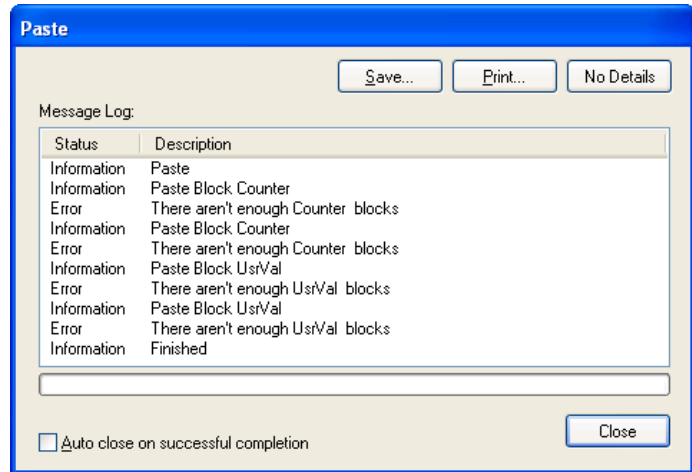 Paste
Save... Print... No Details
Message Log:
Status Description
Information Paste
Information Paste Block Counter
Error There aren't enough Counter blocks
Information Paste Block Counter
Error There aren't enough Counter blocks
Information Paste Block UsrVal
Error There aren't enough UsrVal blocks
Information Paste Block UsrVal
Error There aren't enough UsrVal blocks
Information Finished
Close
Auto close on successful completion